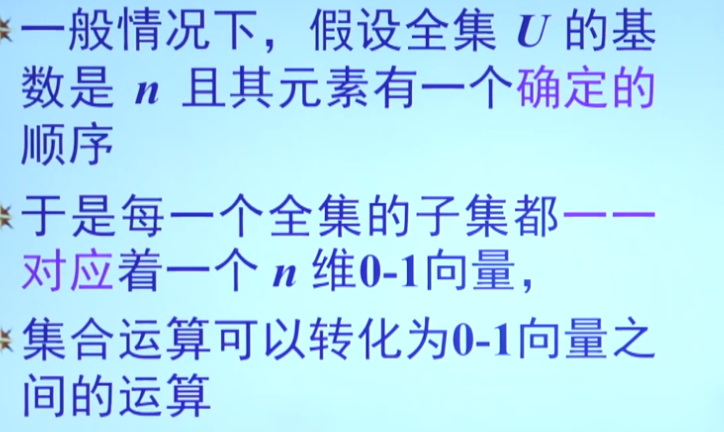 一般情况下，假设全集 U 的基
数是 n 且其元素有一个确定的
顺序
于是每一个全集的子集都一一
对应着一个 n 维0-1向量，
集合运算可以转化为0-1向量之
间的运算